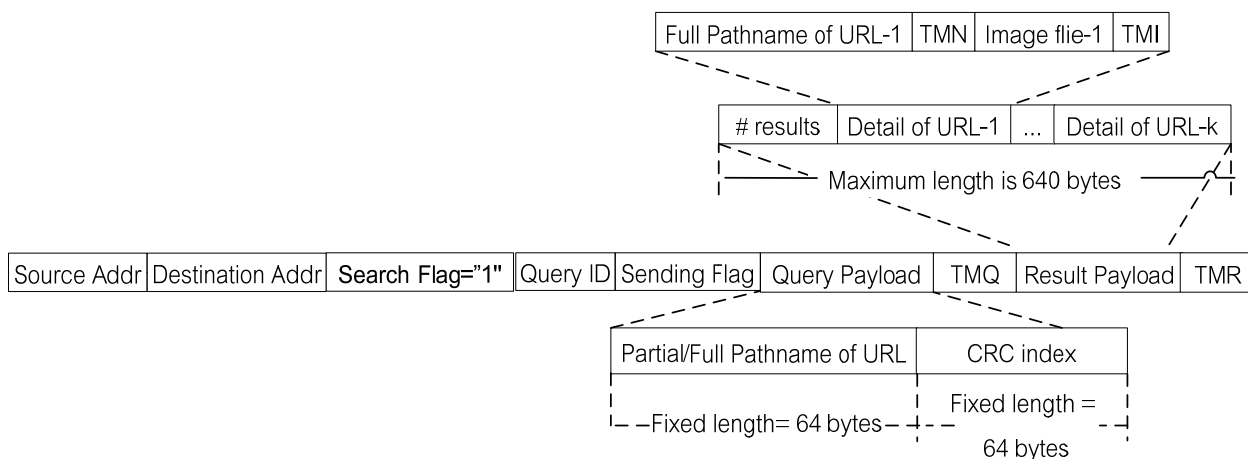 Full Pathname of URL-1 TMN Image flie-1 TMI
# results Detail of URL-1 ... Detail of URL-k
Maximum length is 640 bytes
Source Addr Destination Addr Search Flag="1" Query ID Sending Flag Query Payload TMQ Result Payload TMR
Partial/Full Pathname of URL CRC index
Fixed length= 64 bytes Fixed length =
64 bytes